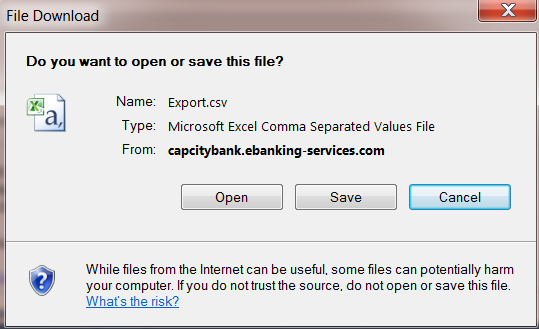 File Download
X
Do you want to open or save this file?
Name: Export.csv
Type: Microsoft Excel Comma Separated Values File
From: capcitybank.ebanking-services.com
Open Save Cancel
While files from the Internet can be useful, some files can potentially harm
your computer. If you do not trust the source, do not open or save this file.
What's the risk?